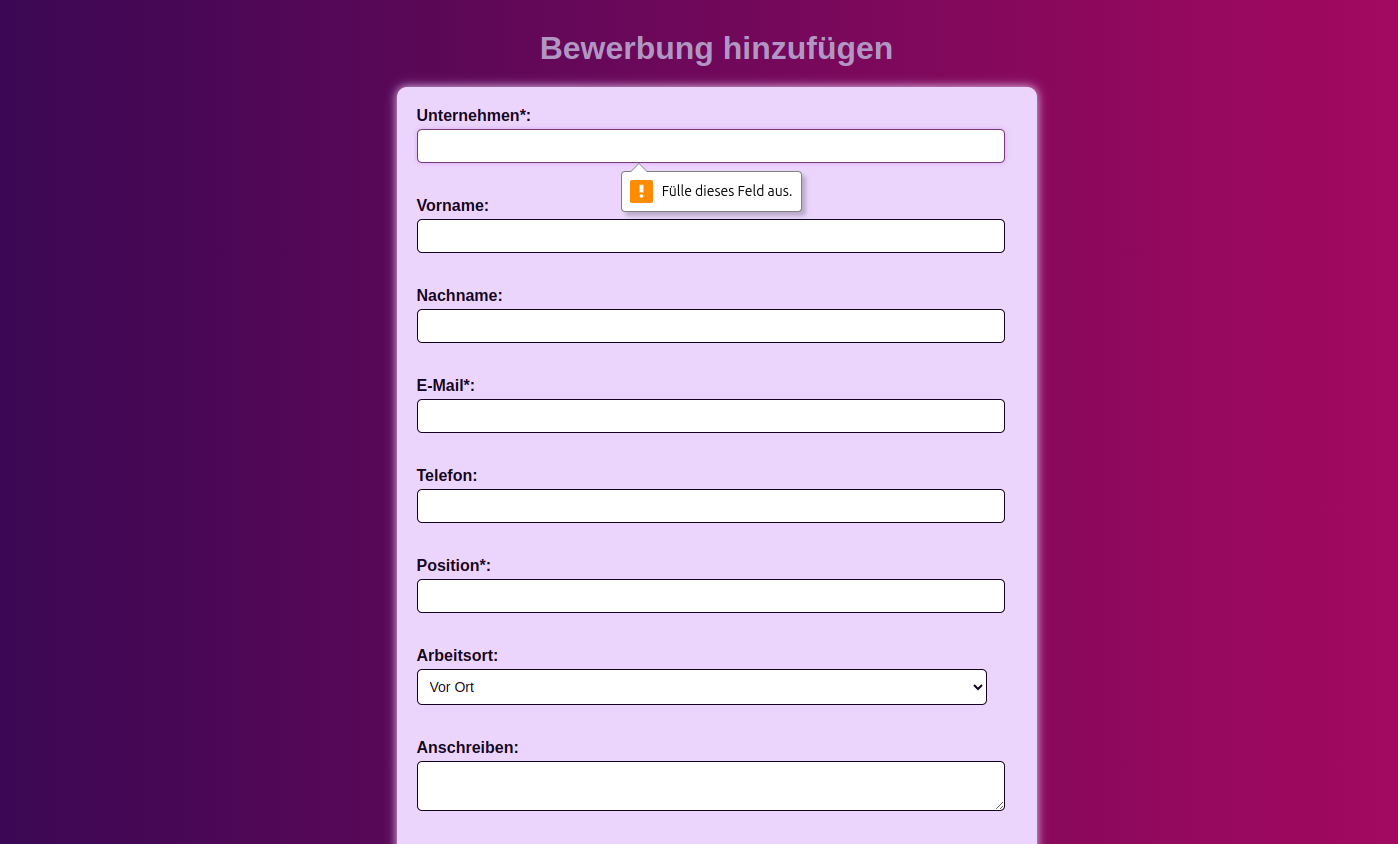 Bewerbung hinzufügen
Unternehmen*:
Fülle dieses Feld aus.
Vorname:
Nachname:
E-Mail*:
Telefon:
Position*:
Arbeitsort:
Vor Ort
Anschreiben: